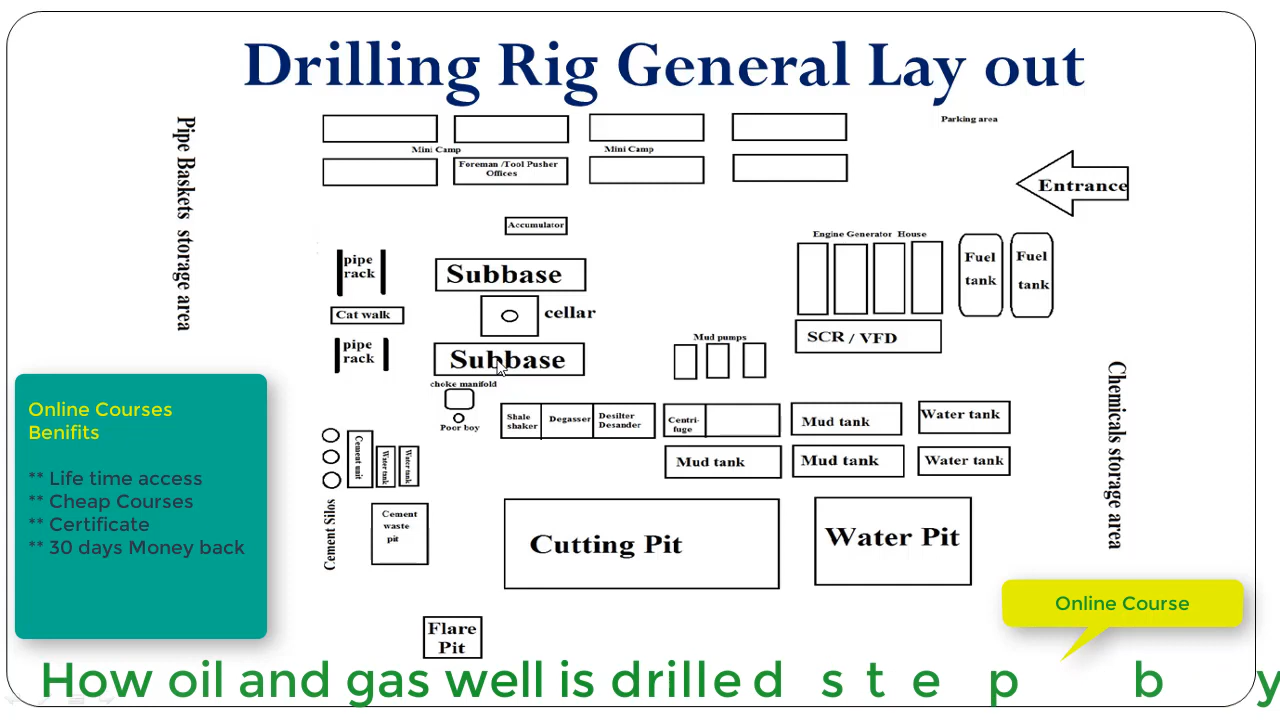 Drilling Rig General Lay out
Parking area
Pipe Baskets storage area
Mini Camp
Mini Camp
Foreman /Tool Pusher
Offices
Entrance
Accumulator
Engine Generator House
pipe
rack
Subbase
Fuel
tank
Fuel
tank
Cat walk
cellar
SCR / VFD
Mud pumps
pipe
rack
Subbase
choke manifold
Poor boy
Shale
shaker
Degasser
Desilter
Desander
Centri-
fuge
Mud tank
Water tank
Mud tank
Mud tank
Water tank
Chemicals storage area
Cement unit
Water tank
Water tank
Cement Silos
Cement
waste
pit
Cutting Pit
Water Pit
Flare
Pit
Online Courses
Benifits
** Life time access
** Cheap Courses
** Certificate
** 30 days Money back
Online Course
How oil and gas well is drilled step by